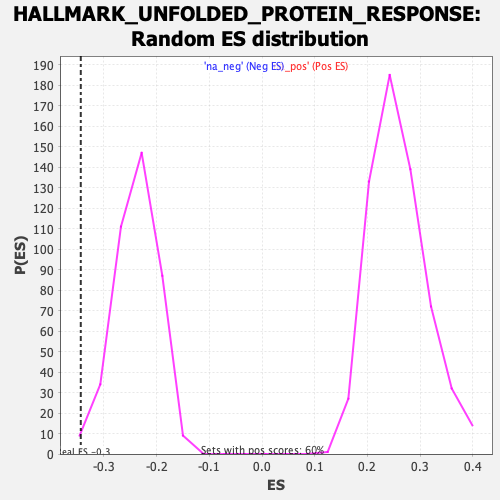 HALLMARK_UNFOLDED_PROTEIN_RESPONSE:
Random ES distribution
'na_neg' (Neg ES)_pos' (Pos ES)
190
180
170
160
150
140
130
120
110
100
90
80
70
60
50
40
30
20
10
0
P(ES)
eal ES -0.3
Sets with pos scores: 60%
-0.3 -0.2 -0.1 0.0 0.1 0.2 0.3 0.4
ES